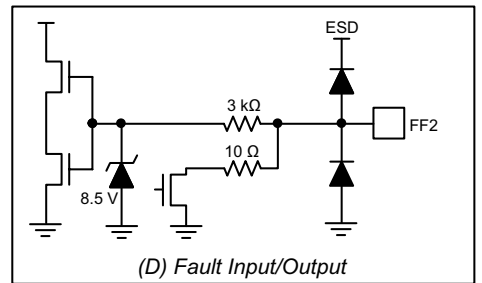 ESD
3 kΩ
FF2
10 Ω
8.5 V
(D) Fault Input/Output